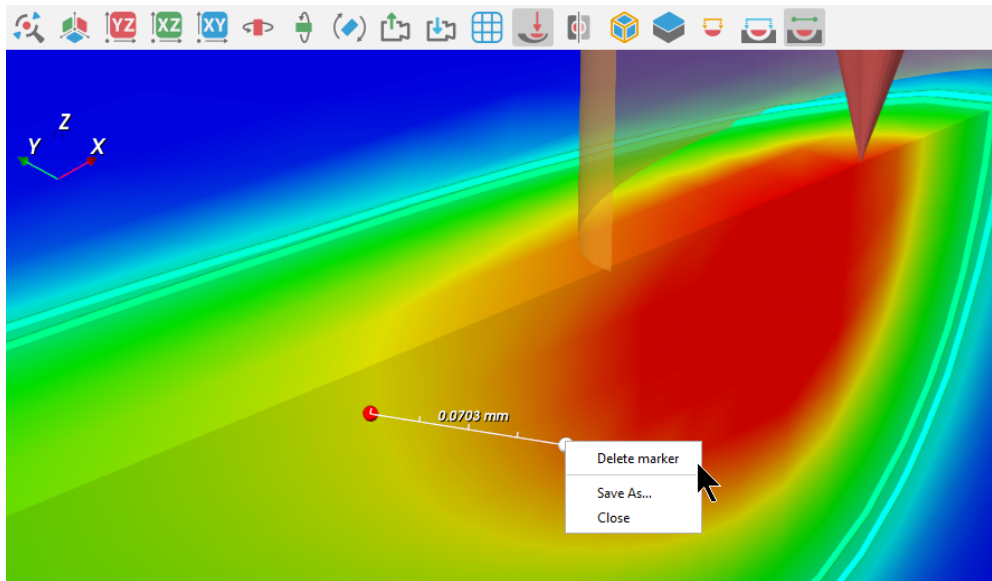 YZ XZ XY
Z
Y X
0.0703 mm
Delete marker
Save As...
Close